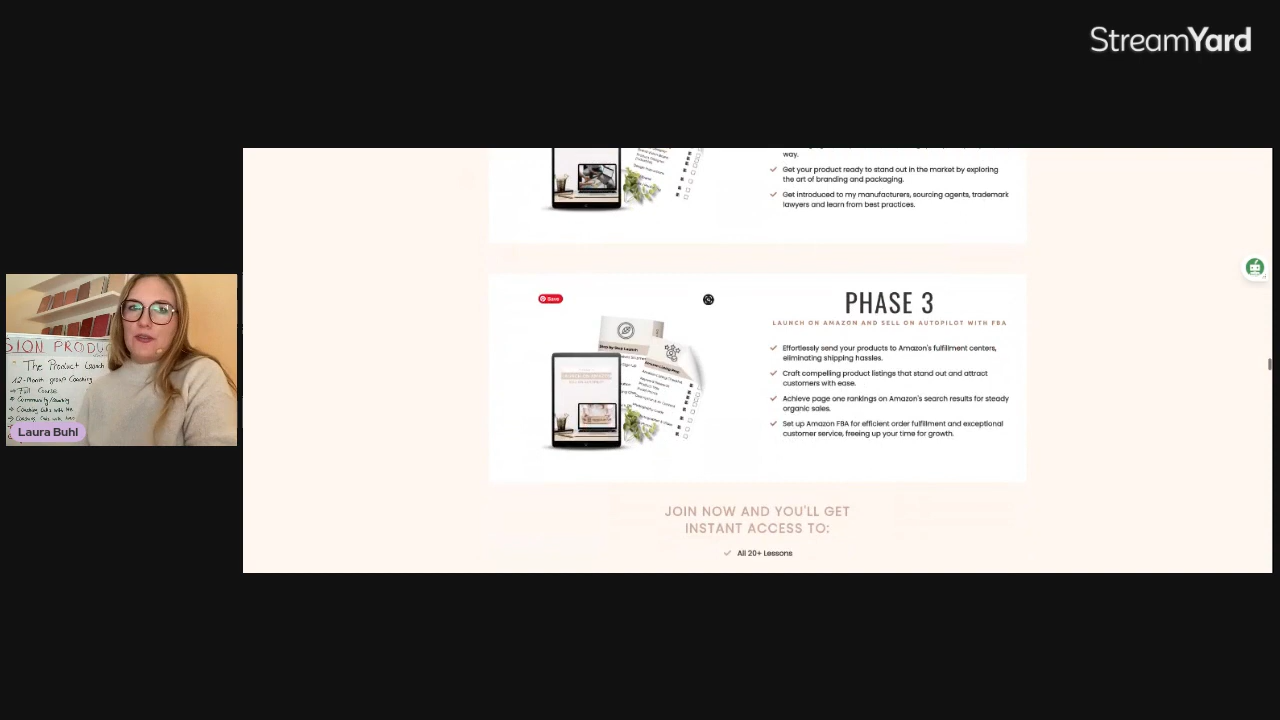 StreamYard
way.
Get your product ready to stand out in the market by exploring
the art of branding and packaging.
Get introduced to my manufacturers, sourcing agents, trademark
lawyers and learn from best practices.
Save
PHASE 3
LAUNCH ON AMAZON AND SELL ON AUTOPILOT WITH FBA
Effortlessly send your products to Amazon's fulfillment centers,
eliminating shipping hassles.
Craft compelling product listings that stand out and attract
customers with ease.
Achieve page one rankings on Amazon's search results for steady
organic sales.
Set up Amazon FBA for efficient order fulfillment and exceptional
customer service, freeing up your time for growth.
JOIN NOW AND YOU'LL GET
INSTANT ACCESS TO:
All 20+ Lessons
The Product Launch
12-Month group Coaching
Full Course
Laura Buhl